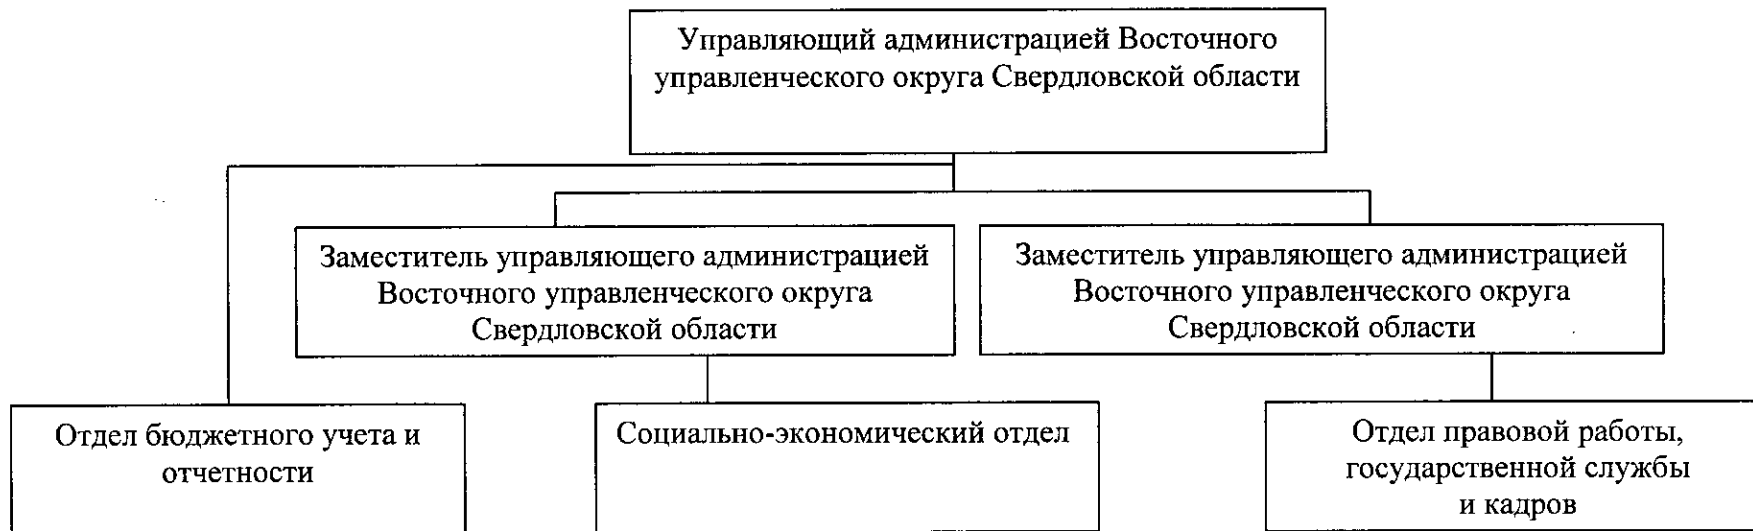 Управляющий администрацией Восточного
управленческого округа Свердловской области
Заместитель управляющего администрацией
Восточного управленческого округа
Свердловской области
Заместитель управляющего администрацией
Восточного управленческого округа
Свердловской области
Отдел бюджетного учета и
отчетности
Социально-экономический отдел
Отдел правовой работы,
государственной службы
и кадров